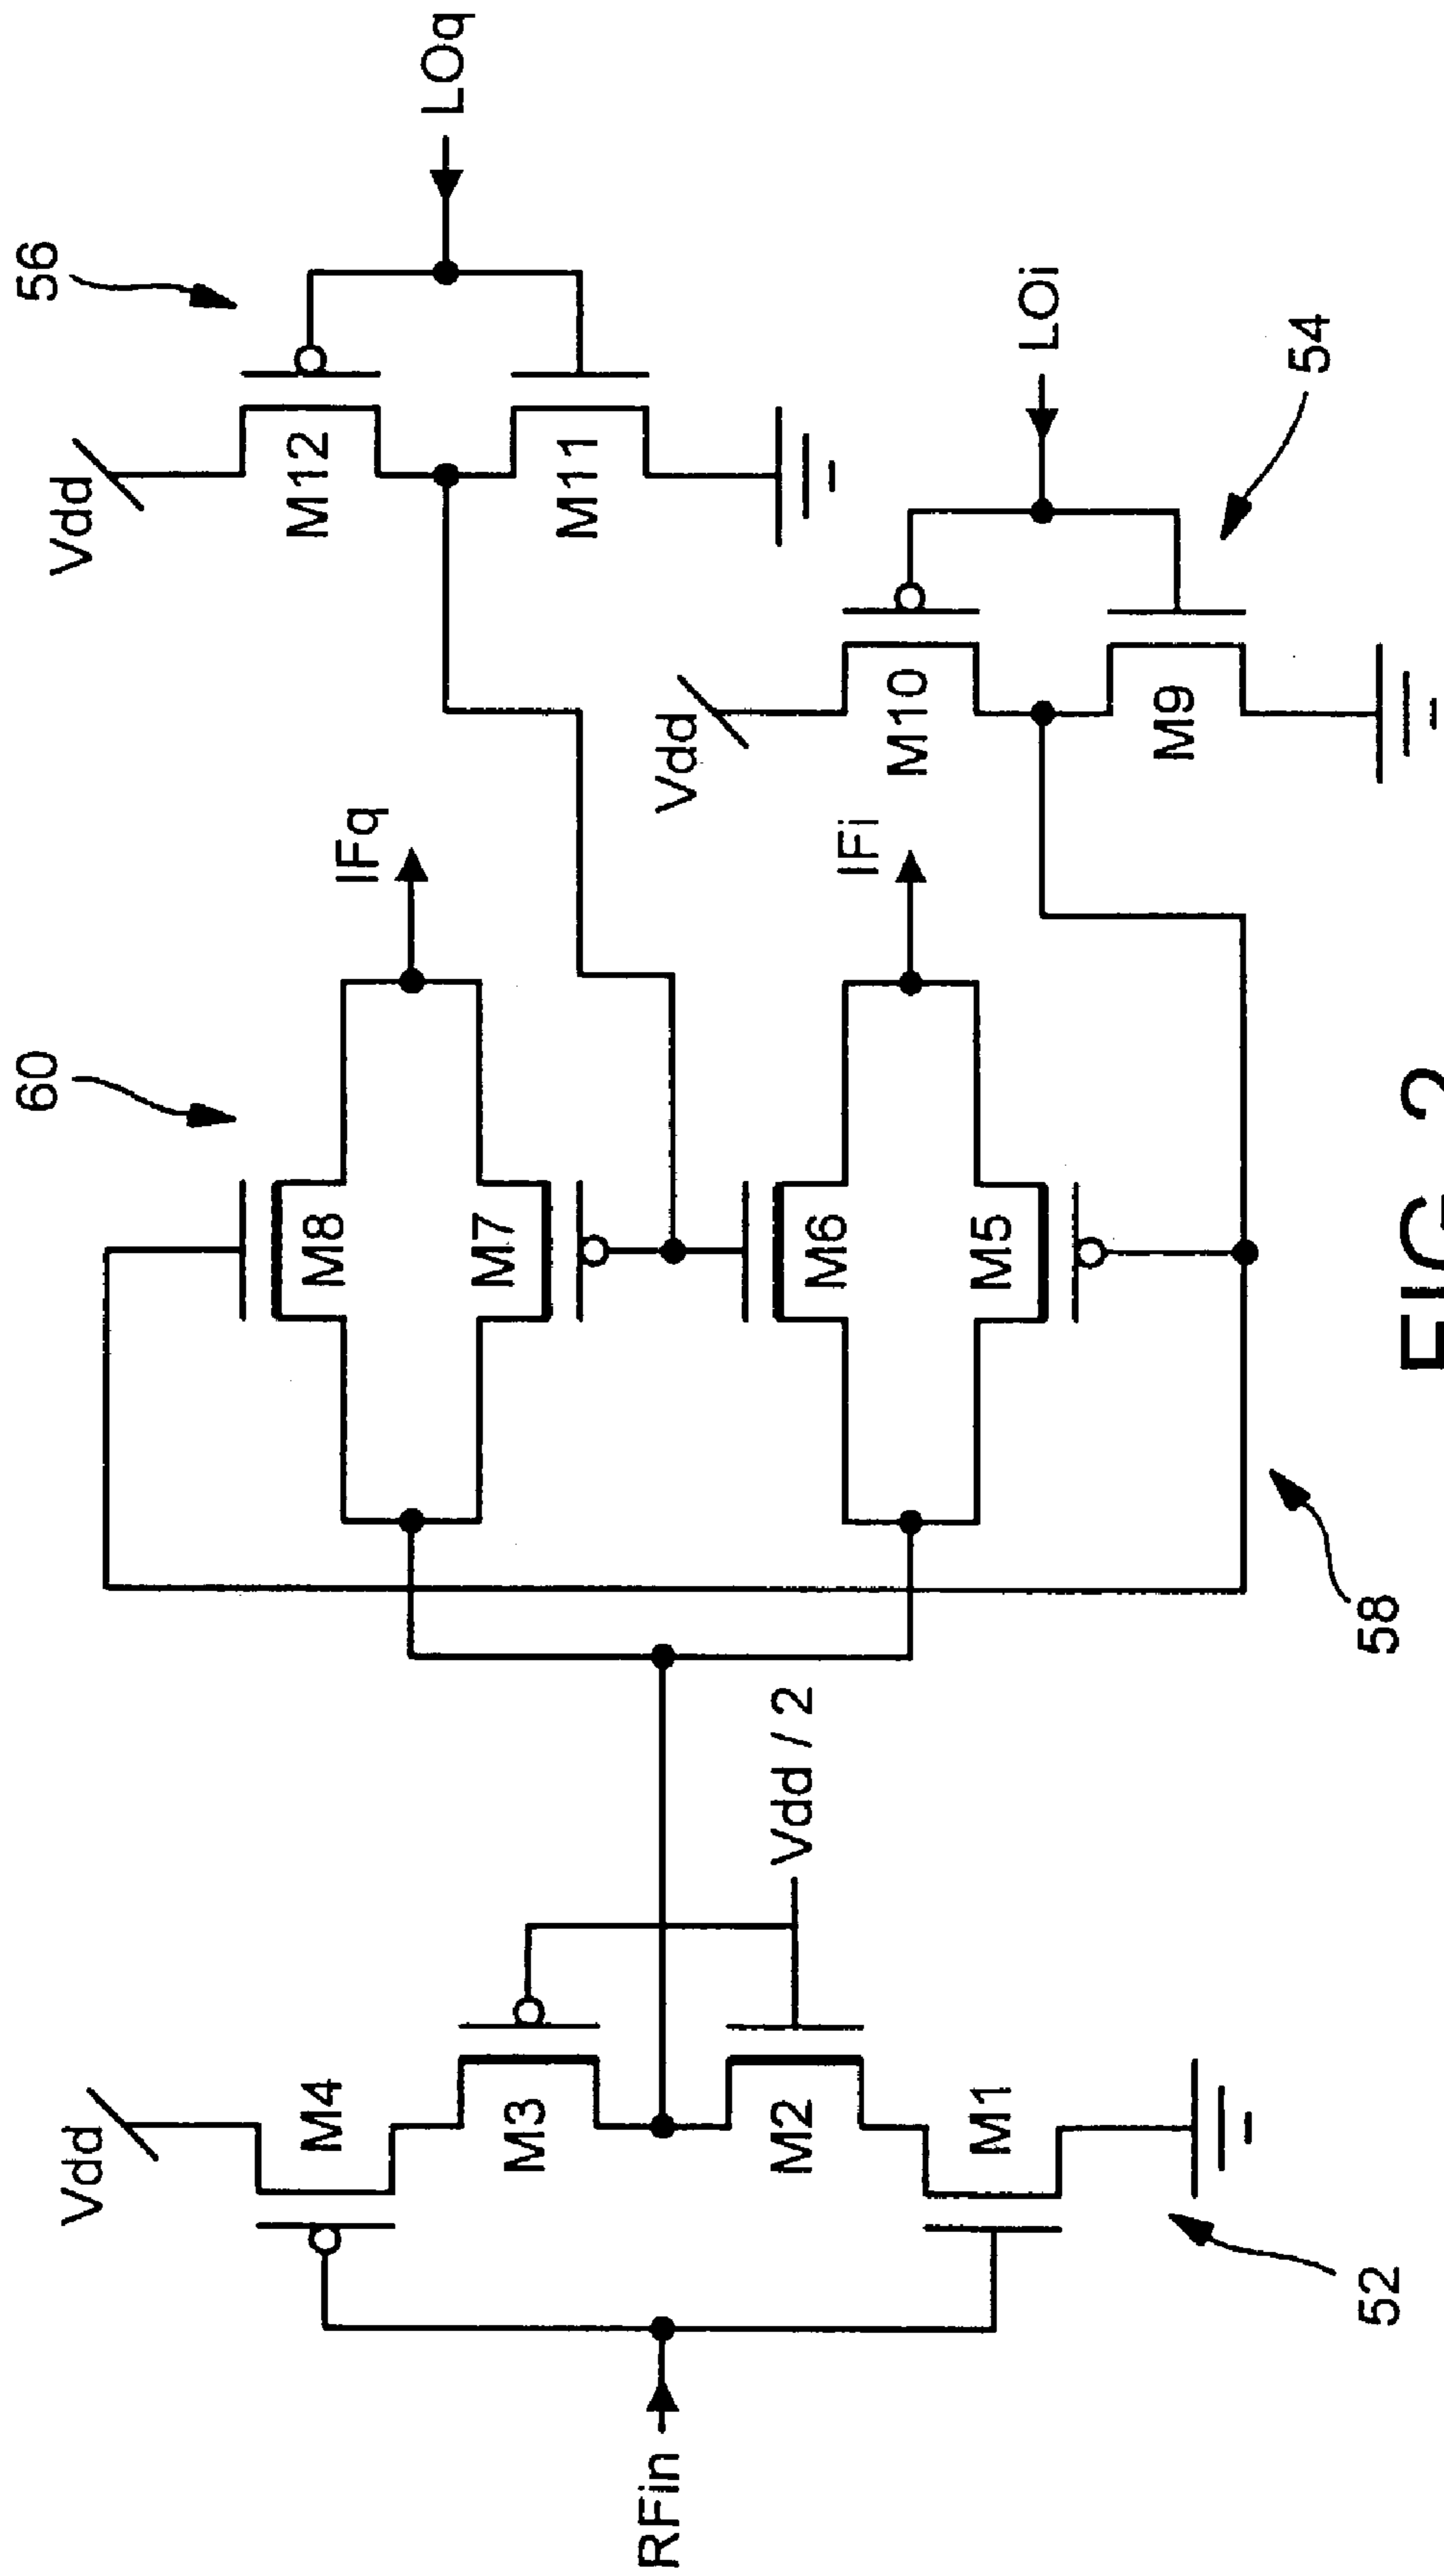 56
LOq
Vdd
M12
M11
LOi
54
Vdd
M10
M9
IFq
IFi
60
M8
M7
M6
M5
58
Vdd / 2
Vdd
M4
M3
M2
M1
52
RFin
FIG. 2